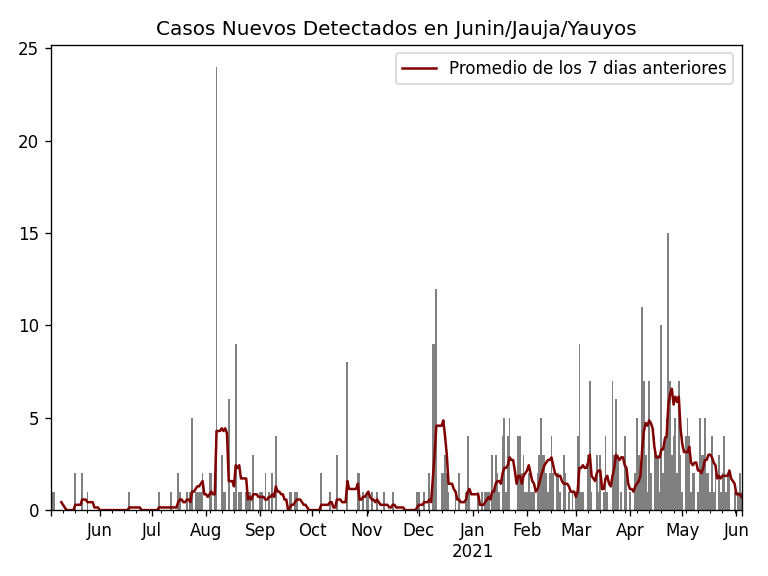 Casos Nuevos Detectados en Junin/Jauja/Yauyos
Promedio de los 7 dias anteriores
25
20
15
10
5
0
Jun Jul Aug Sep Oct Nov Dec Jan Feb Mar Apr May Jun
2021